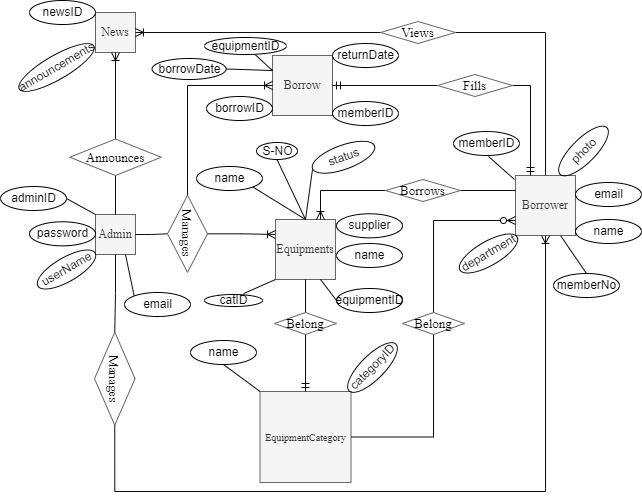 newsID
News
Views
announcements
equipmentID
returnDate
borrowDate
Borrow
Fills
borrowID
memberID
photo
memberID
S-NO
status
Announces
name
Borrows
email
adminID
Borrower
Manages
supplier
name
password
Admin
Equipments
name
department
userName
equipmentID
memberNo
email
catID
Belong
Belong
name
categoryID
Manages
EquipmentCategory